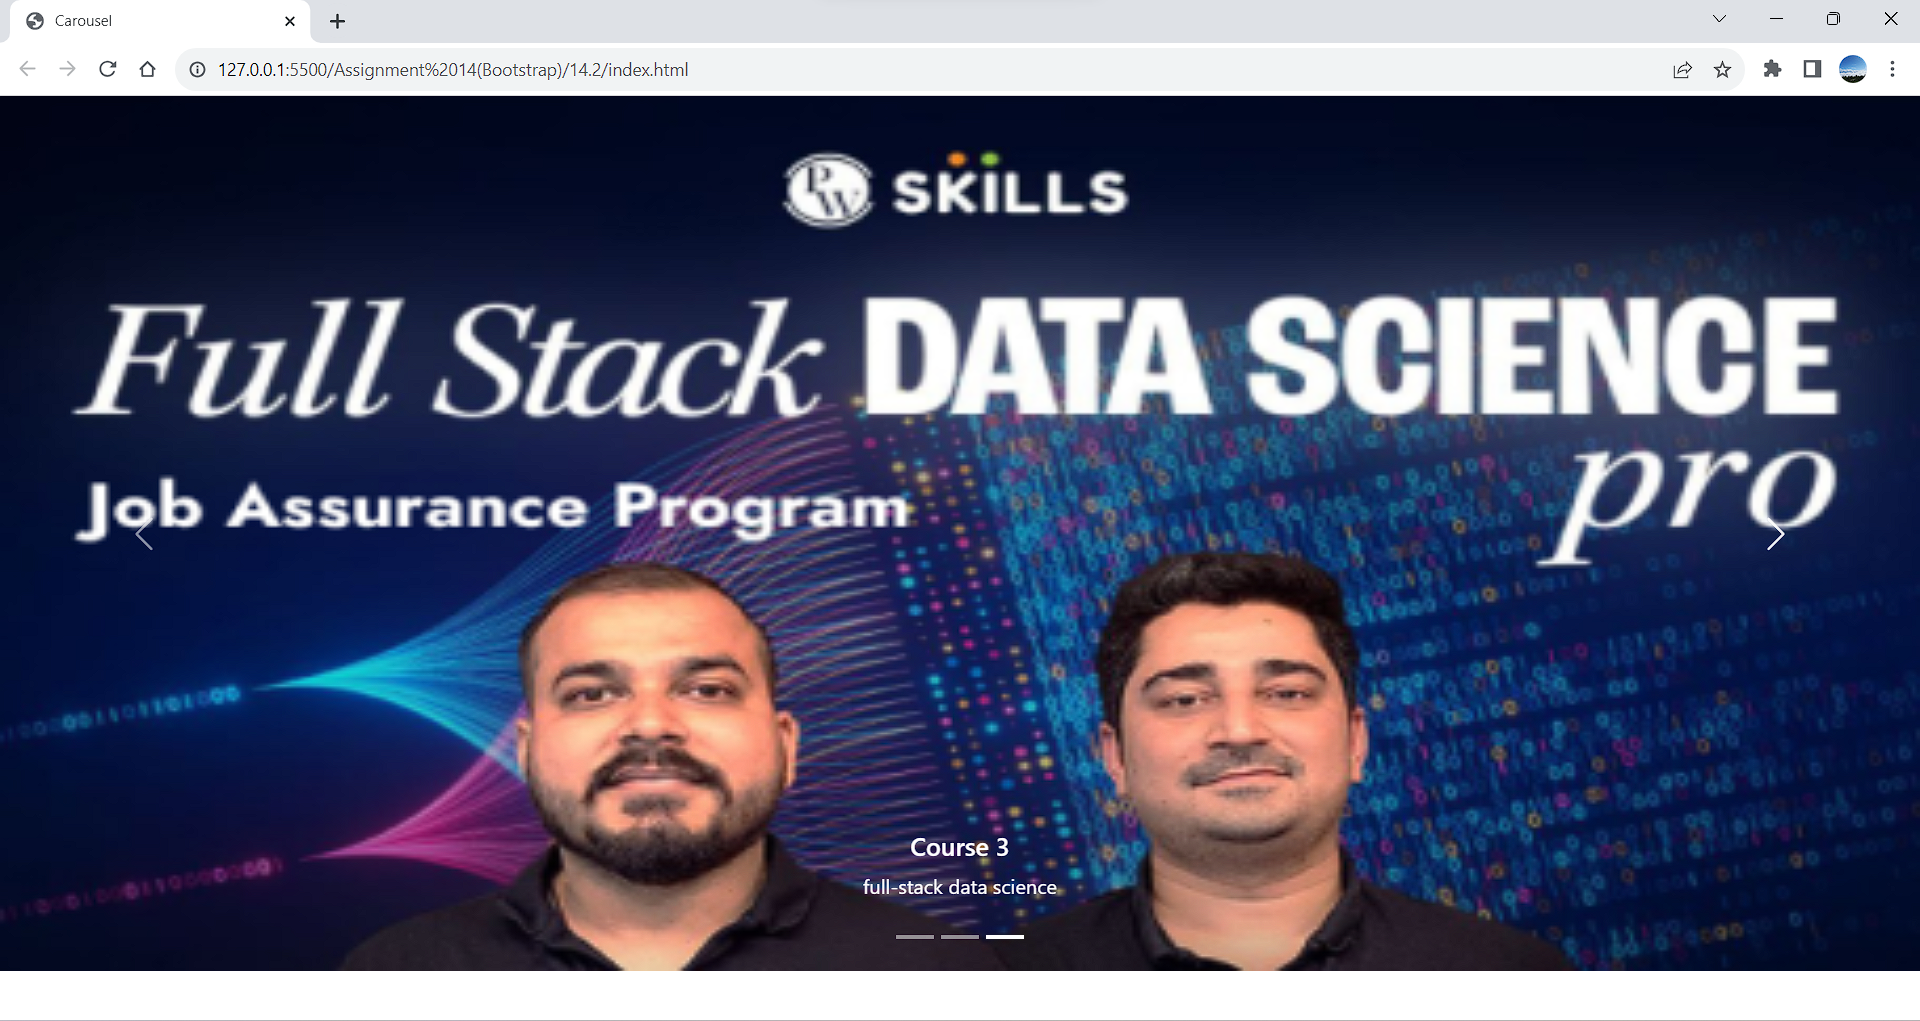 Carousel
127.0.0.1:5500/Assignment%2014(Bootstrap)/14.2/index.html
PW SKILLS
Full Stack DATA SCIENCE
pro
Job Assurance Program
Course 3
full-stack data science